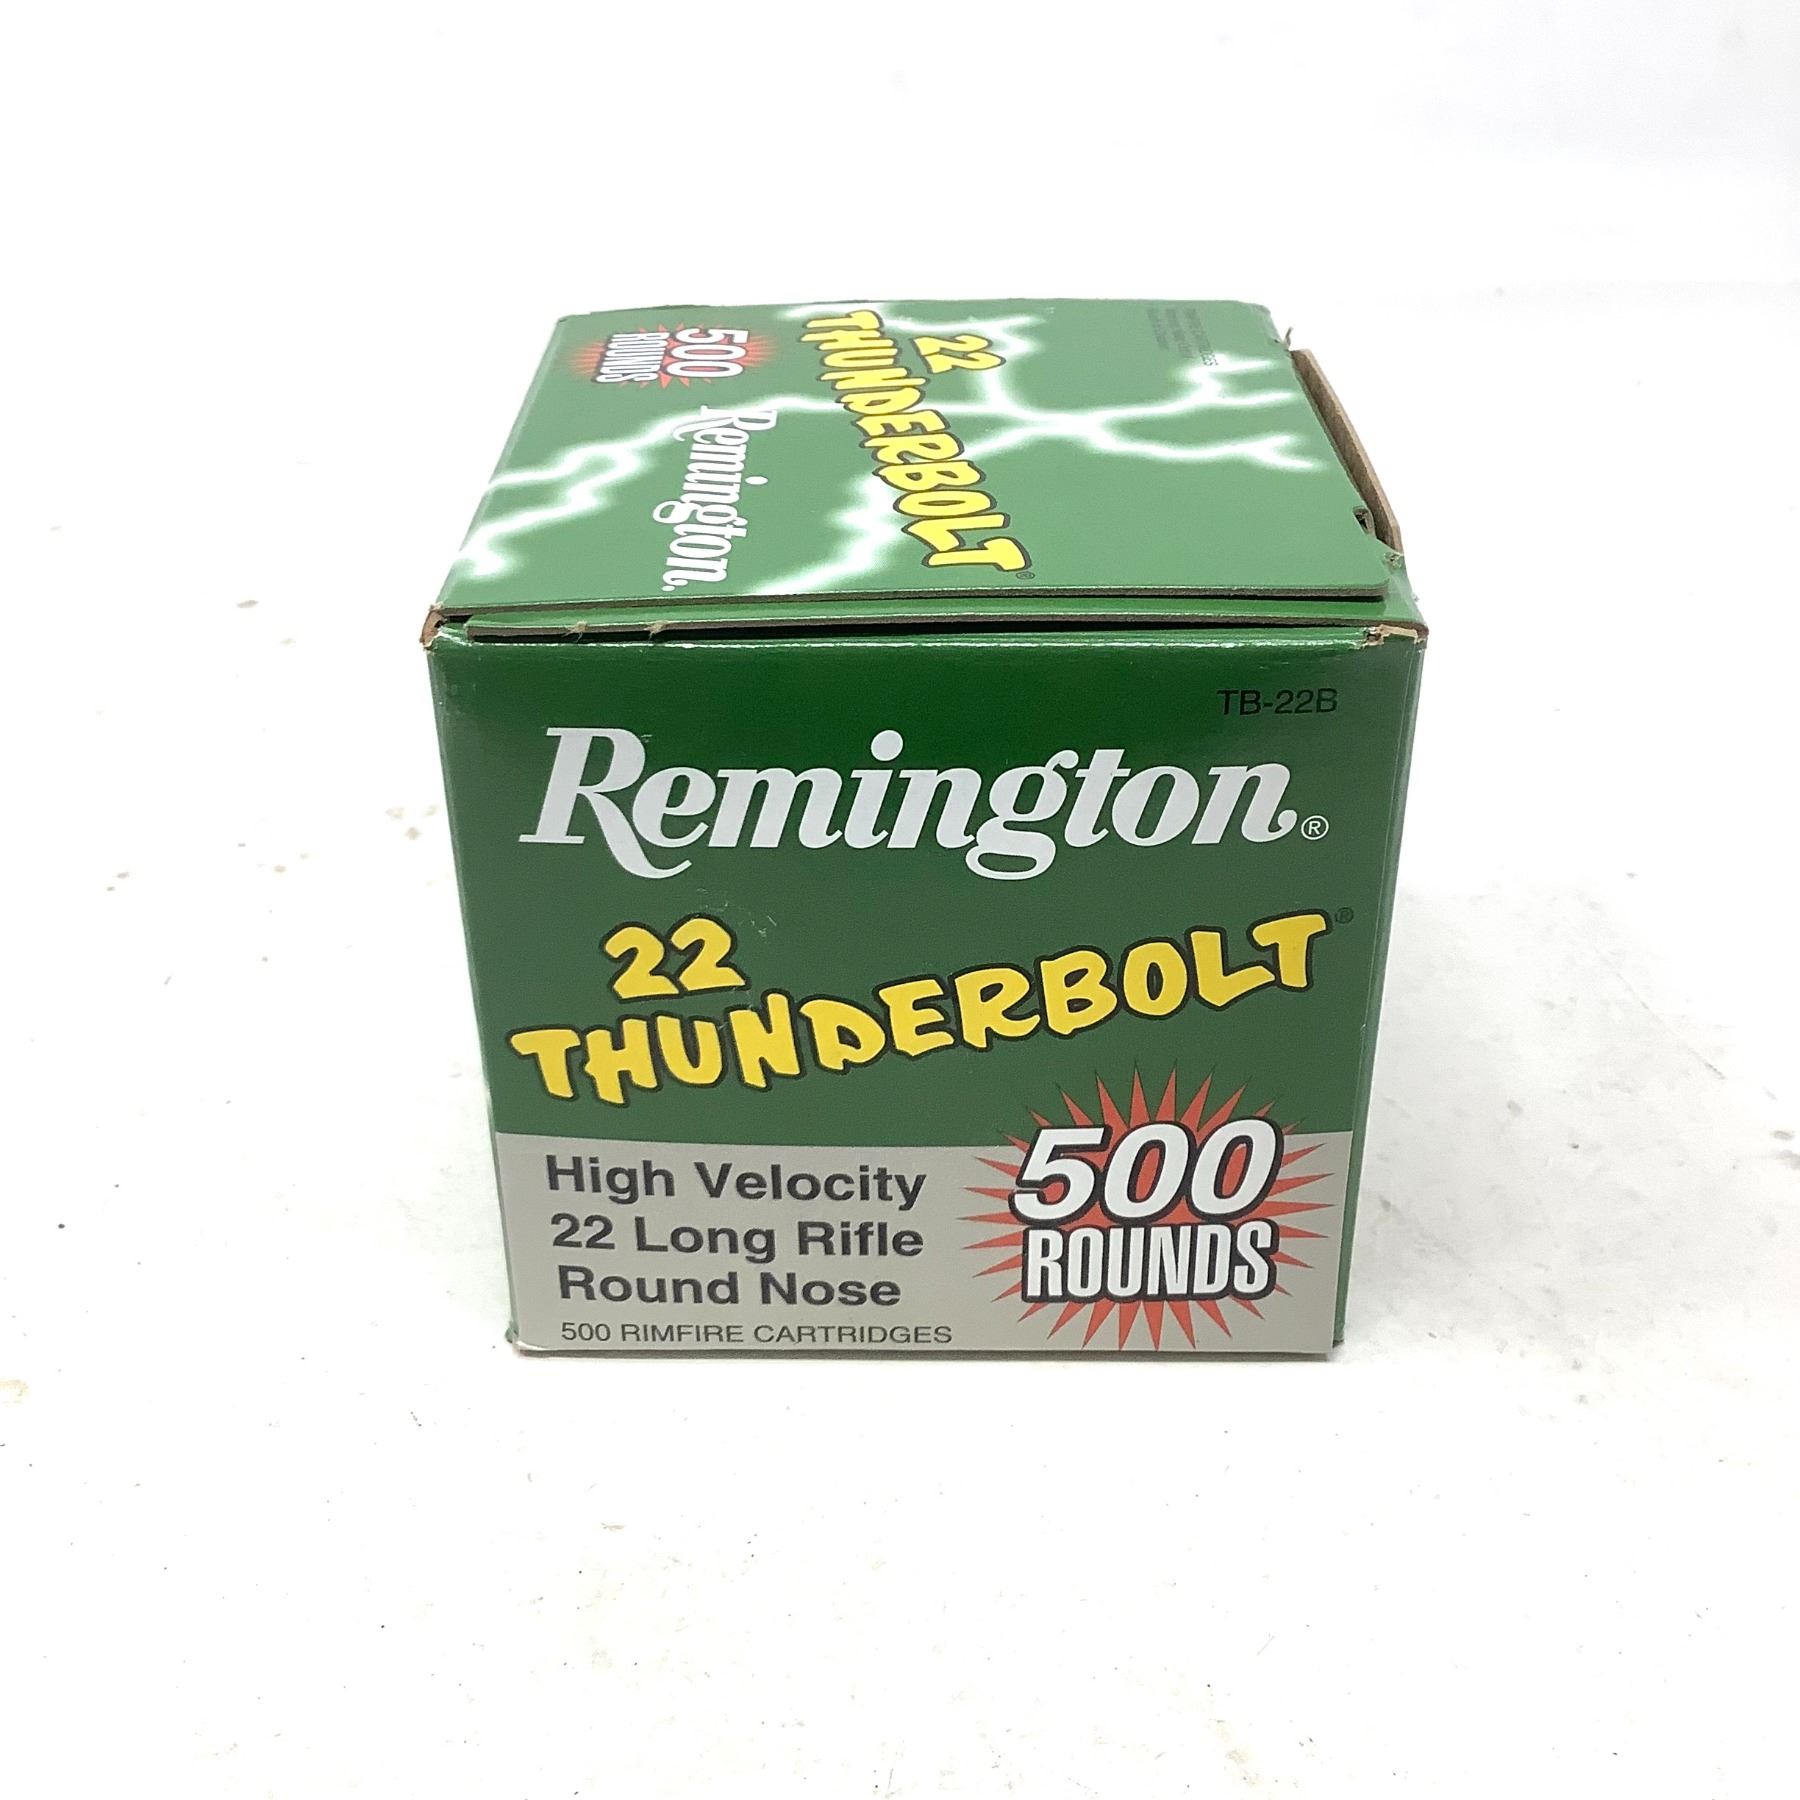 22
THUNDERBOLT®
500
ROUNDS
Remington.
TB-22B
Remington®
22
THUNDERBOLT®
High Velocity
22 Long Rifle
Round Nose
500 RIMFIRE CARTRIDGES
500
ROUNDS